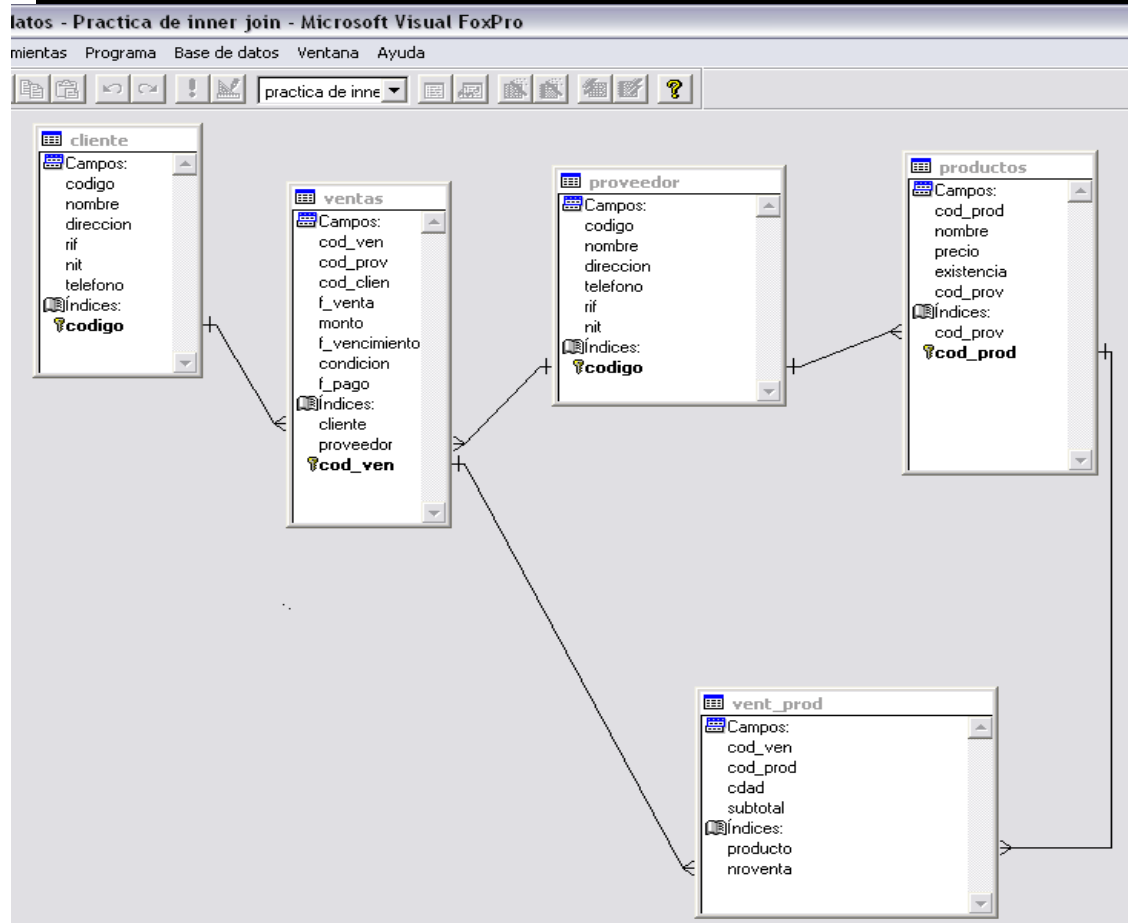 latos - Practica de inner join - Microsoft Visual FoxPro
mientas Programa Base de datos Ventana Ayuda
practica de inne
cliente
Campos:
codigo
nombre
direccion
rif
nit
telefono
Índices:
codigo
ventas
Campos:
cod_ven
cod_prov
cod_clien
f_venta
monto
f_vencimiento
condicion
f_pago
Índices:
cliente
proveedor
cod_ven
proveedor
Campos:
codigo
nombre
direccion
telefono
rif
nit
Índices:
codigo
productos
Campos:
cod_prod
nombre
precio
existencia
cod_prov
Índices:
cod_prov
cod_prod
vent_prod
Campos:
cod_ven
cod_prod
cdad
subtotal
Índices:
producto
nroventa